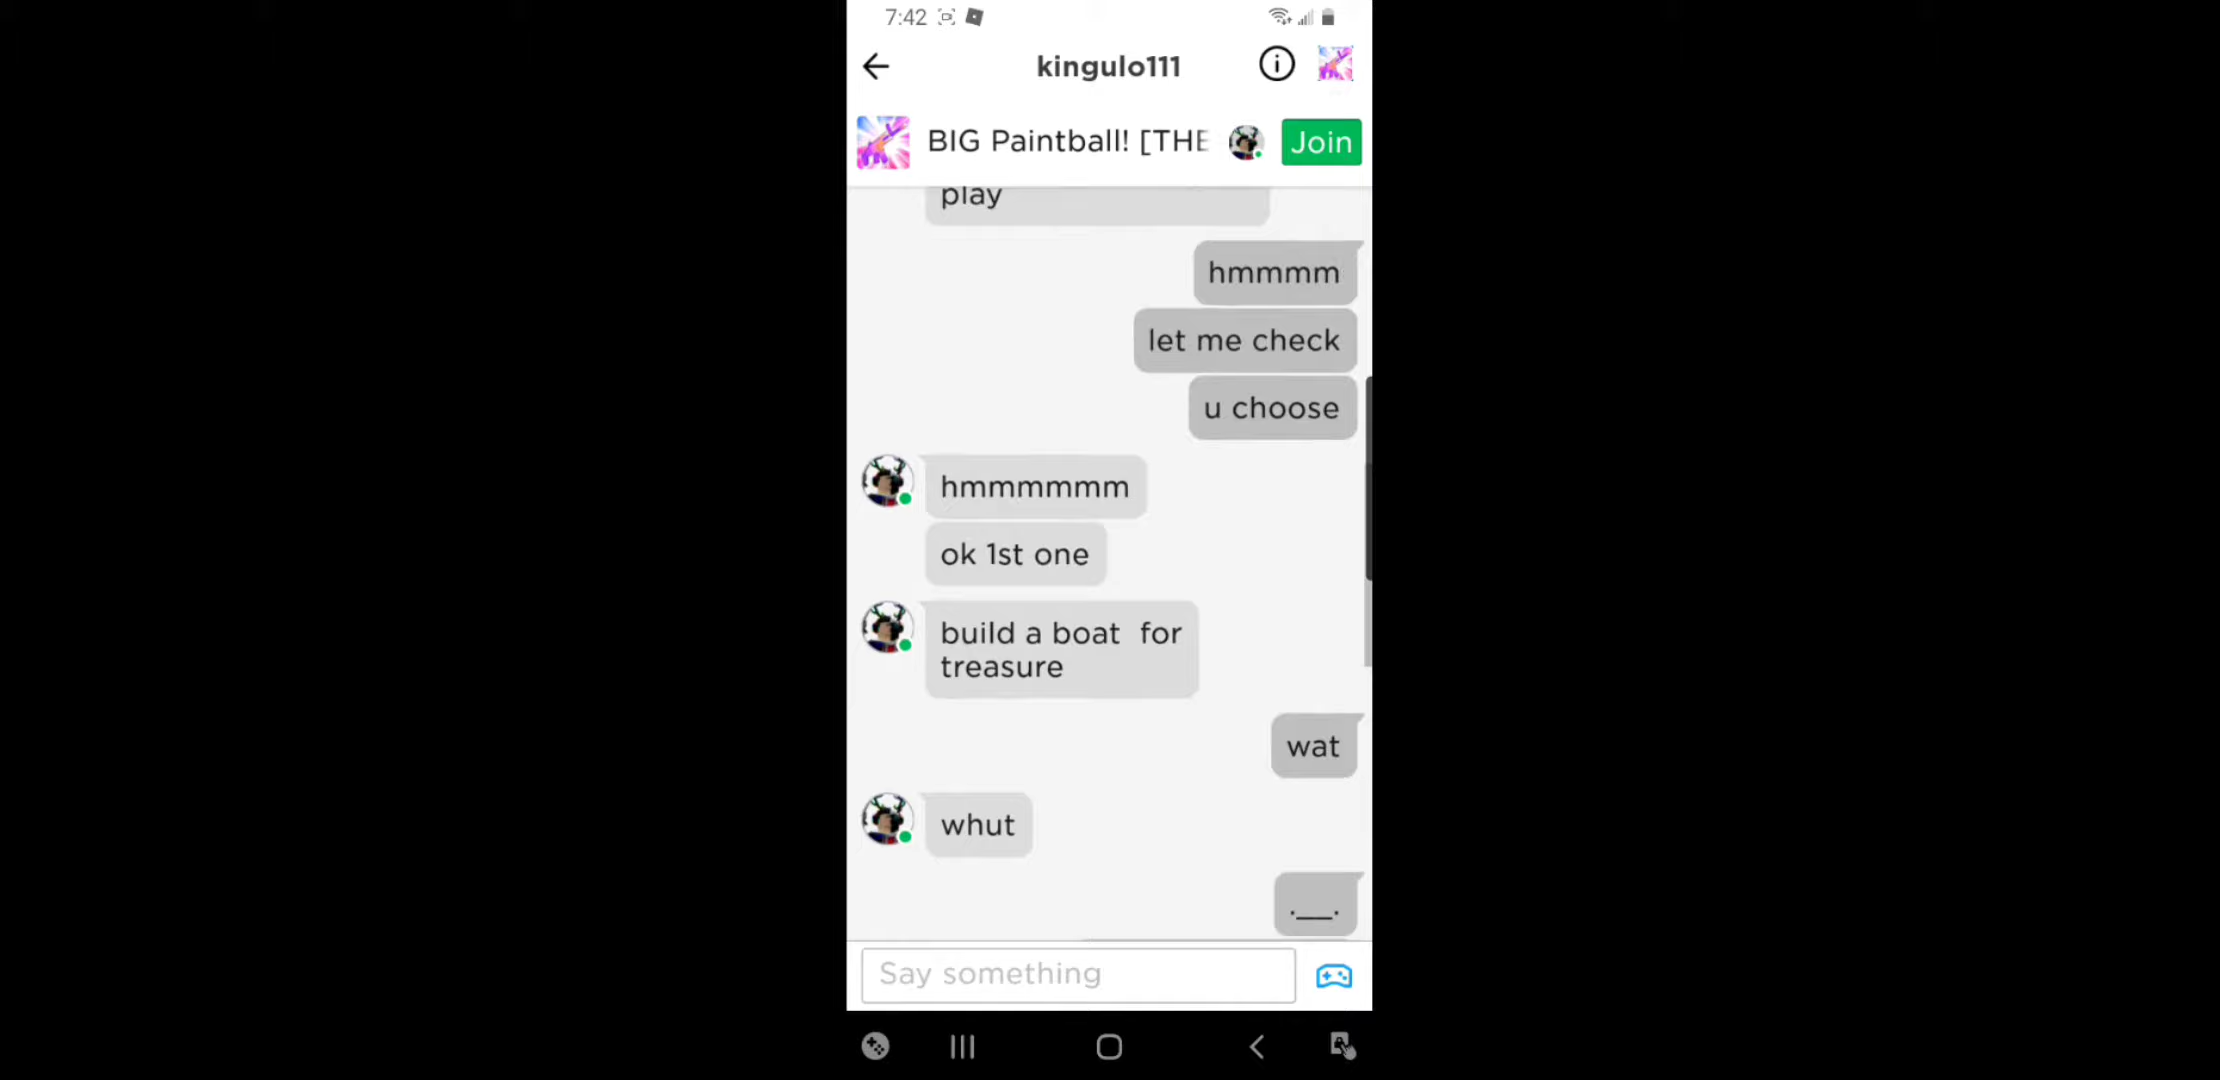 7:42
kingulo111
BIG Paintball! [THE
Join
play
hmmmm
let me check
u choose
hmmmmmm
ok 1st one
build a boat  for
treasure
wat
whut
.__.
Say something